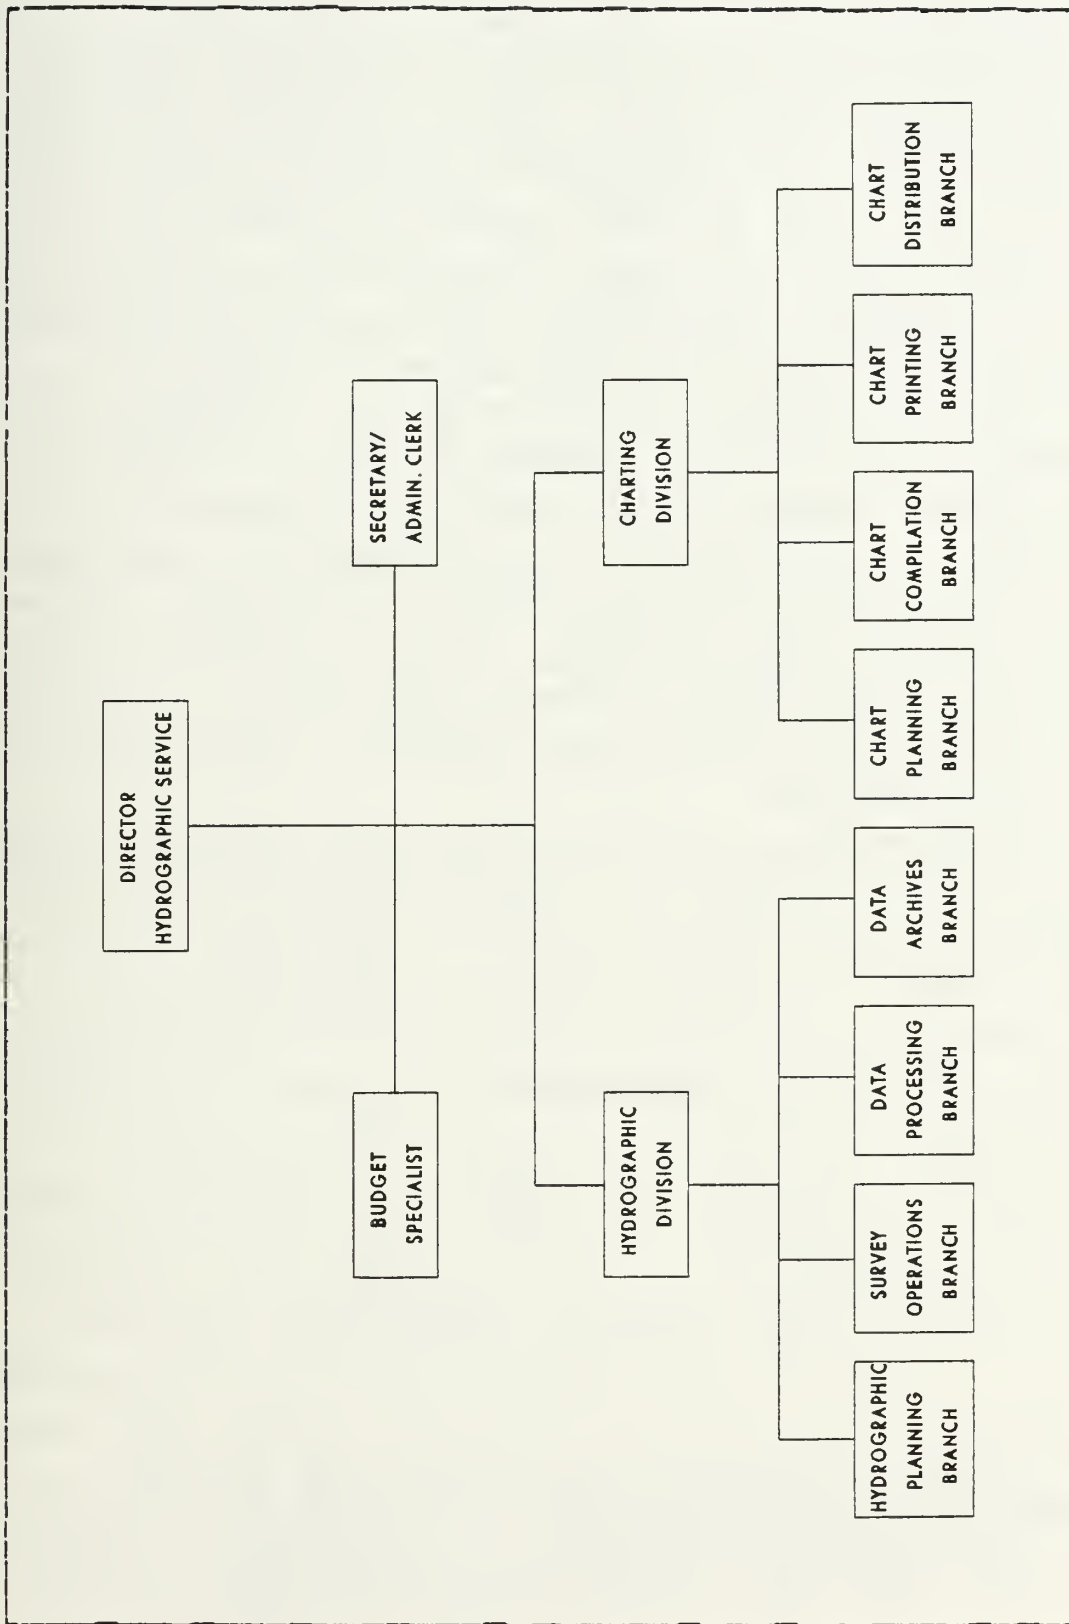 DIRECTOR
HYDROGRAPHIC SERVICE
BUDGET
SPECIALIST
SECRETARY/
ADMIN. CLERK
HYDROGRAPHIC
DIVISION
CHARTING
DIVISION
HYDROGRAPHIC
PLANNING
BRANCH
SURVEY
OPERATIONS
BRANCH
DATA
PROCESSING
BRANCH
DATA
ARCHIVES
BRANCH
CHART
PLANNING
BRANCH
CHART
COMPILATION
BRANCH
CHART
PRINTING
BRANCH
CHART
DISTRIBUTION
BRANCH